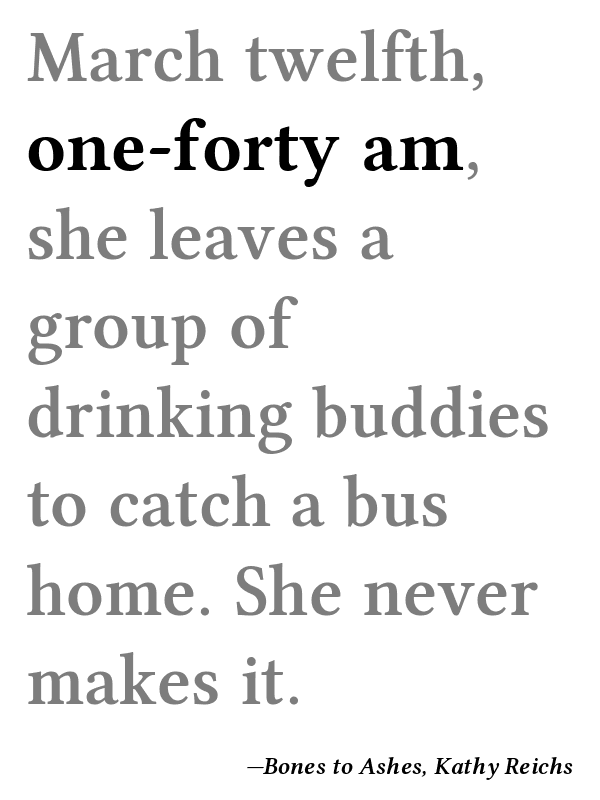 March twelfth,
one-forty am,
she leaves a
group of
drinking buddies
to catch a bus
home. She never
makes it.
—Bones to Ashes, Kathy Reichs